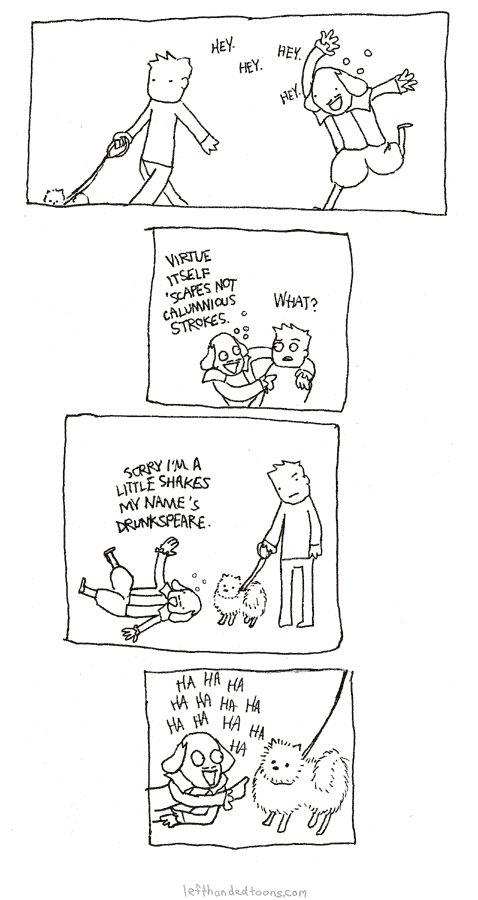 HEY.
HEY.
HEY.
HEY.
VIRTUE
ITSELF
'SCAPES NOT
CALUMNIOUS
STROKES.
WHAT?
SORRY I'M A
LITTLE SHAKES
MY NAME'S
DRUNKSPEARE.
HA HA HA
HA HA HA HA
HA HA HA HA
HA
lefthandedtoons.com